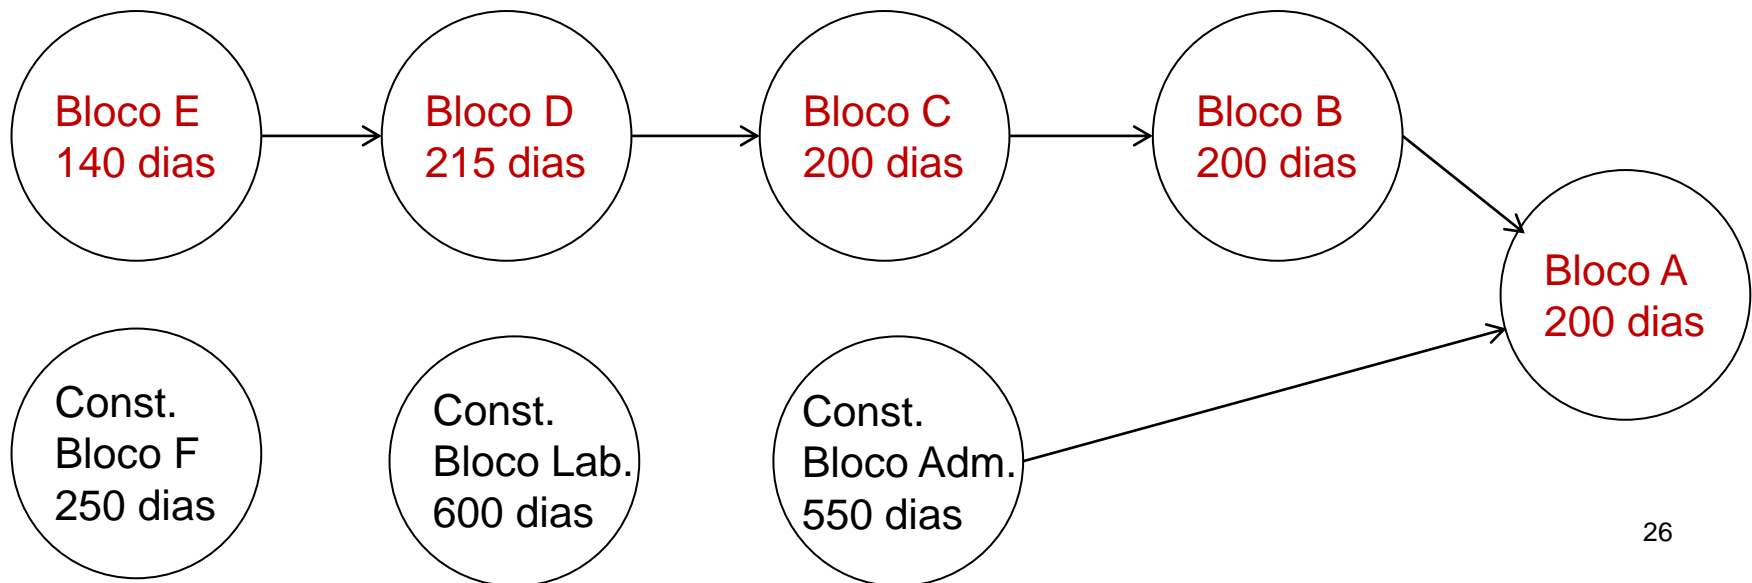 Bloco E
140 dias
Bloco D
215 dias
Bloco C
200 dias
Bloco B
200 dias
Bloco A
200 dias
Const.
Bloco F
250 dias
Const.
Bloco Lab.
600 dias
Const.
Bloco Adm.
550 dias
26